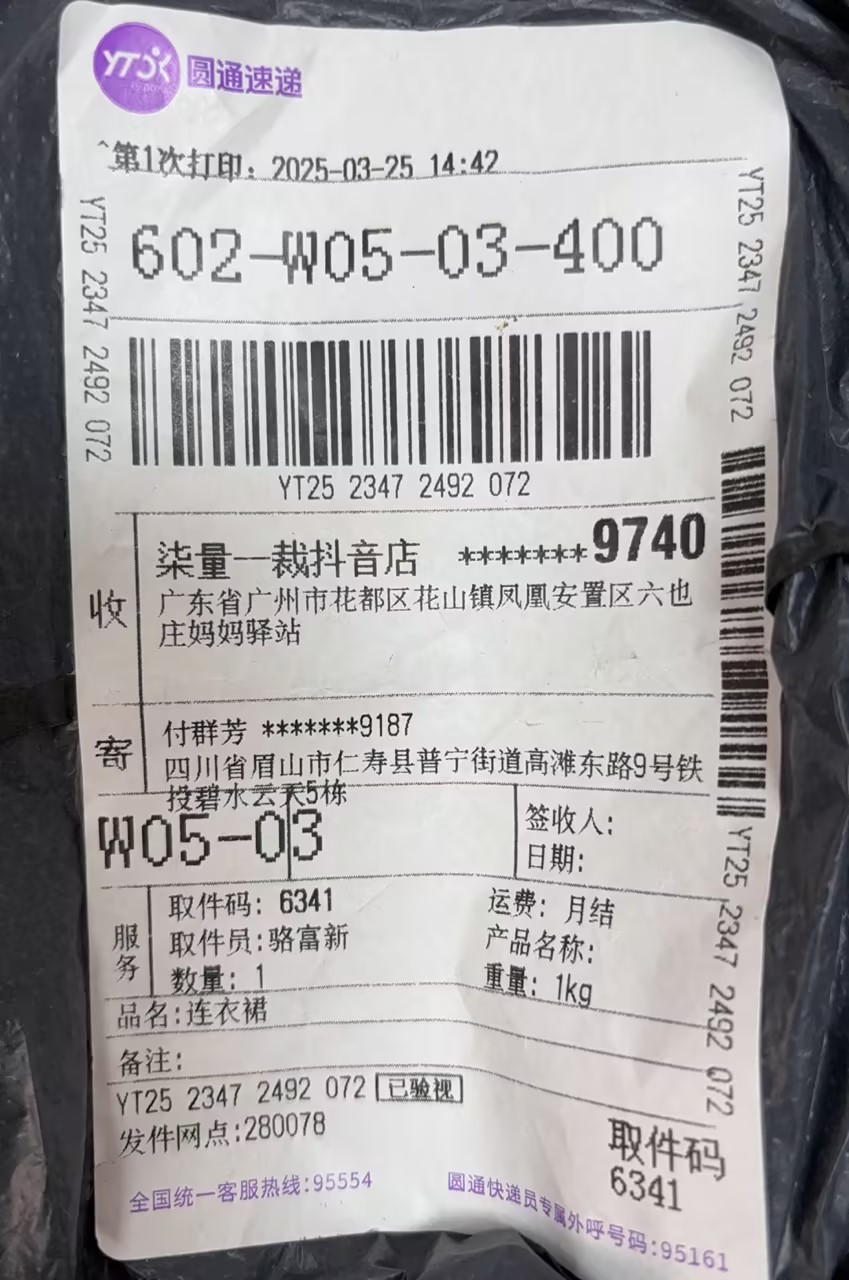 YTO 圆通速递
^第1次打印: 2025-03-25 14:42
602-W05-03-400
YT25 2347 2492 072
YT25 2347 2492 072
YT25 2347 2492 072
收
柒量一裁抖音店 *******9740
广东省广州市花都区花山镇凤凰安置区六也
庄妈妈驿站
寄
付群芳 *******9187
四川省眉山市仁寿县普宁街道高滩东路9号铁
投碧水云天5栋
W05-03
签收人:
日期:
服务
取件码: 6341 运费: 月结
取件员:骆富新 产品名称:
数量: 1 重量: 1kg
YT25 2347 2492 072
品名:连衣裙
备注:
YT25 2347 2492 072 已验视
发件网点:280078
取件码
6341
全国统一客服热线:95554
圆通快递员专属外呼号码:95161